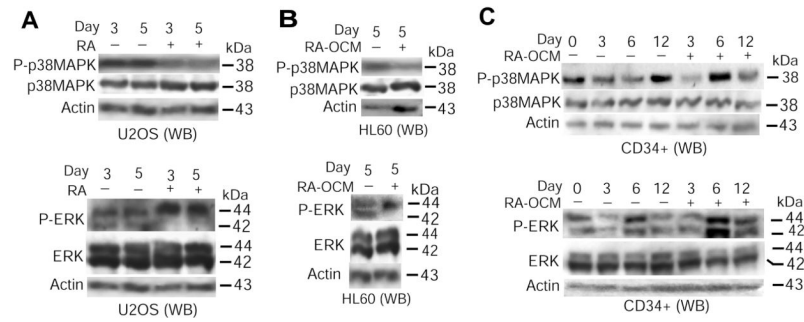 A
Day 3 5 3 5
RA – – + + kDa
P-p38MAPK 38
p38MAPK 38
Actin 43
U2OS (WB)
Day 3 5 3 5
RA – – + + kDa
P-ERK 44
42
ERK 44
42
Actin 43
U2OS (WB)
B
Day 5 5
RA-OCM – + kDa
P-p38MAPK 38
p38MAPK 38
Actin 43
HL60 (WB)
Day 5 5
RA-OCM – + kDa
P-ERK 44
42
ERK 44
42
Actin 43
HL60 (WB)
C
Day 0 3 6 12 3 6 12
RA-OCM – – – – + + + kDa
P-p38MAPK 38
p38MAPK 38
Actin 43
CD34+ (WB)
Day 0 3 6 12 3 6 12
RA-OCM – – – – + + + kDa
P-ERK 44
42
ERK 44
42
Actin 43
CD34+ (WB)